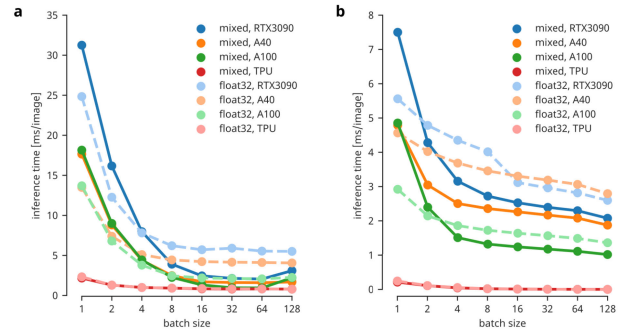 a
inference time [ms/image]
35
30
25
20
15
10
5
0
1 2 4 8 16 32 64 128
batch size
mixed, RTX3090
mixed, A40
mixed, A100
mixed, TPU
float32, RTX3090
float32, A40
float32, A100
float32, TPU
b
inference time [ms/image]
8
7
6
5
4
3
2
1
0
1 2 4 8 16 32 64 128
batch size
mixed, RTX3090
mixed, A40
mixed, A100
mixed, TPU
float32, RTX3090
float32, A40
float32, A100
float32, TPU